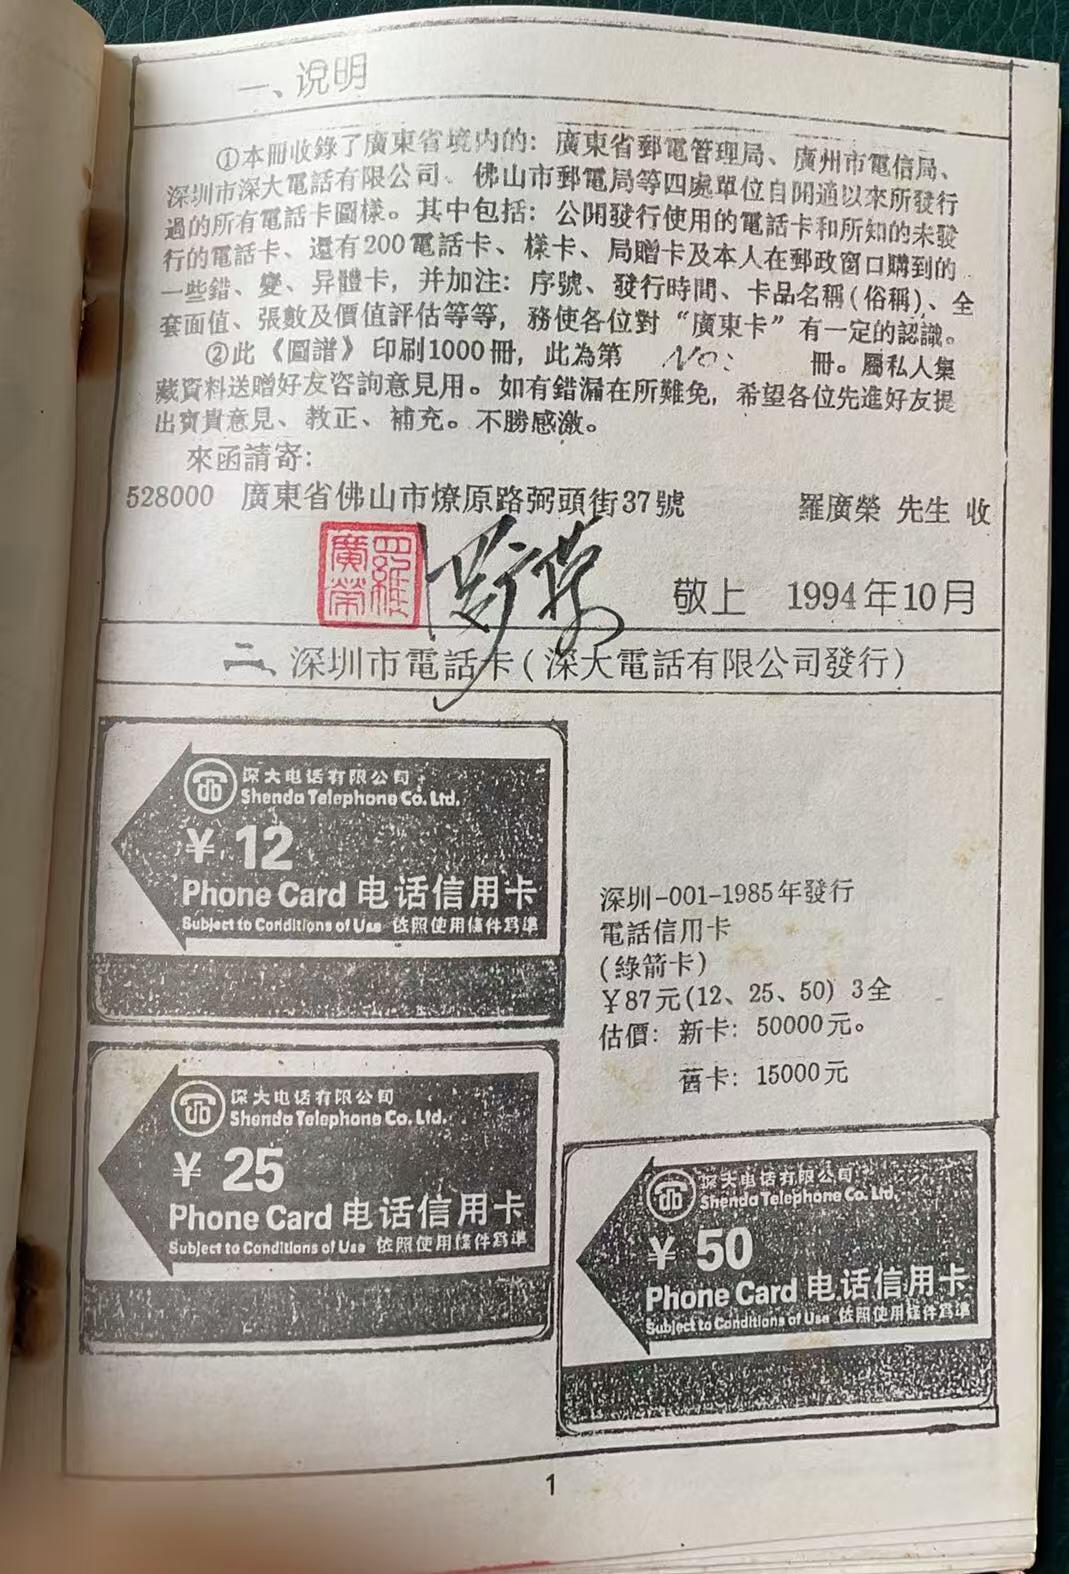 一、说明
①本冊收錄了廣東省境内的：廣東省郵電管理局、廣州市電信局、
深圳市深大電話有限公司、佛山市郵電局等四處單位自開通以來所發行
過的所有電話卡圖樣。其中包括：公開發行使用的電話卡和所知的未發
行的電話卡、還有200電話卡、樣卡、局贈卡及本人在郵政窗口購到的
一些錯、變、异體卡，并加注：序號、發行時間、卡品名稱(俗稱)、全
套面值、張數及價值評估等等，務使各位對“廣東卡”有一定的認識。
②此《圖譜》印刷1000冊，此為第 No: 冊。屬私人集
藏資料送贈好友咨詢意見用。如有錯漏在所難免，希望各位先進好友提
出寶貴意見、教正、補充。不勝感激。
來函請寄：
528000 廣東省佛山市燎原路弼頭街37號 羅廣榮 先生 收
羅廣榮
罗广荣
敬上 1994年10月
二、深圳市電話卡(深大電話有限公司發行)
深大电话有限公司
Shenda Telephone Co. Ltd.
¥ 12
Phone Card 电话信用卡
Subject to Conditions of Use 依照使用條件爲準
深圳-001-1985年發行
電話信用卡
(綠箭卡)
¥87元(12、25、50) 3全
估價：新卡：50000元。
舊卡：15000元
深大电话有限公司
Shenda Telephone Co. Ltd.
¥ 25
Phone Card 电话信用卡
Subject to Conditions of Use 依照使用條件爲準
深大电话有限公司
Shenda Telephone Co. Ltd.
¥ 50
Phone Card 电话信用卡
Subject to Conditions of Use 依照使用條件爲準
1